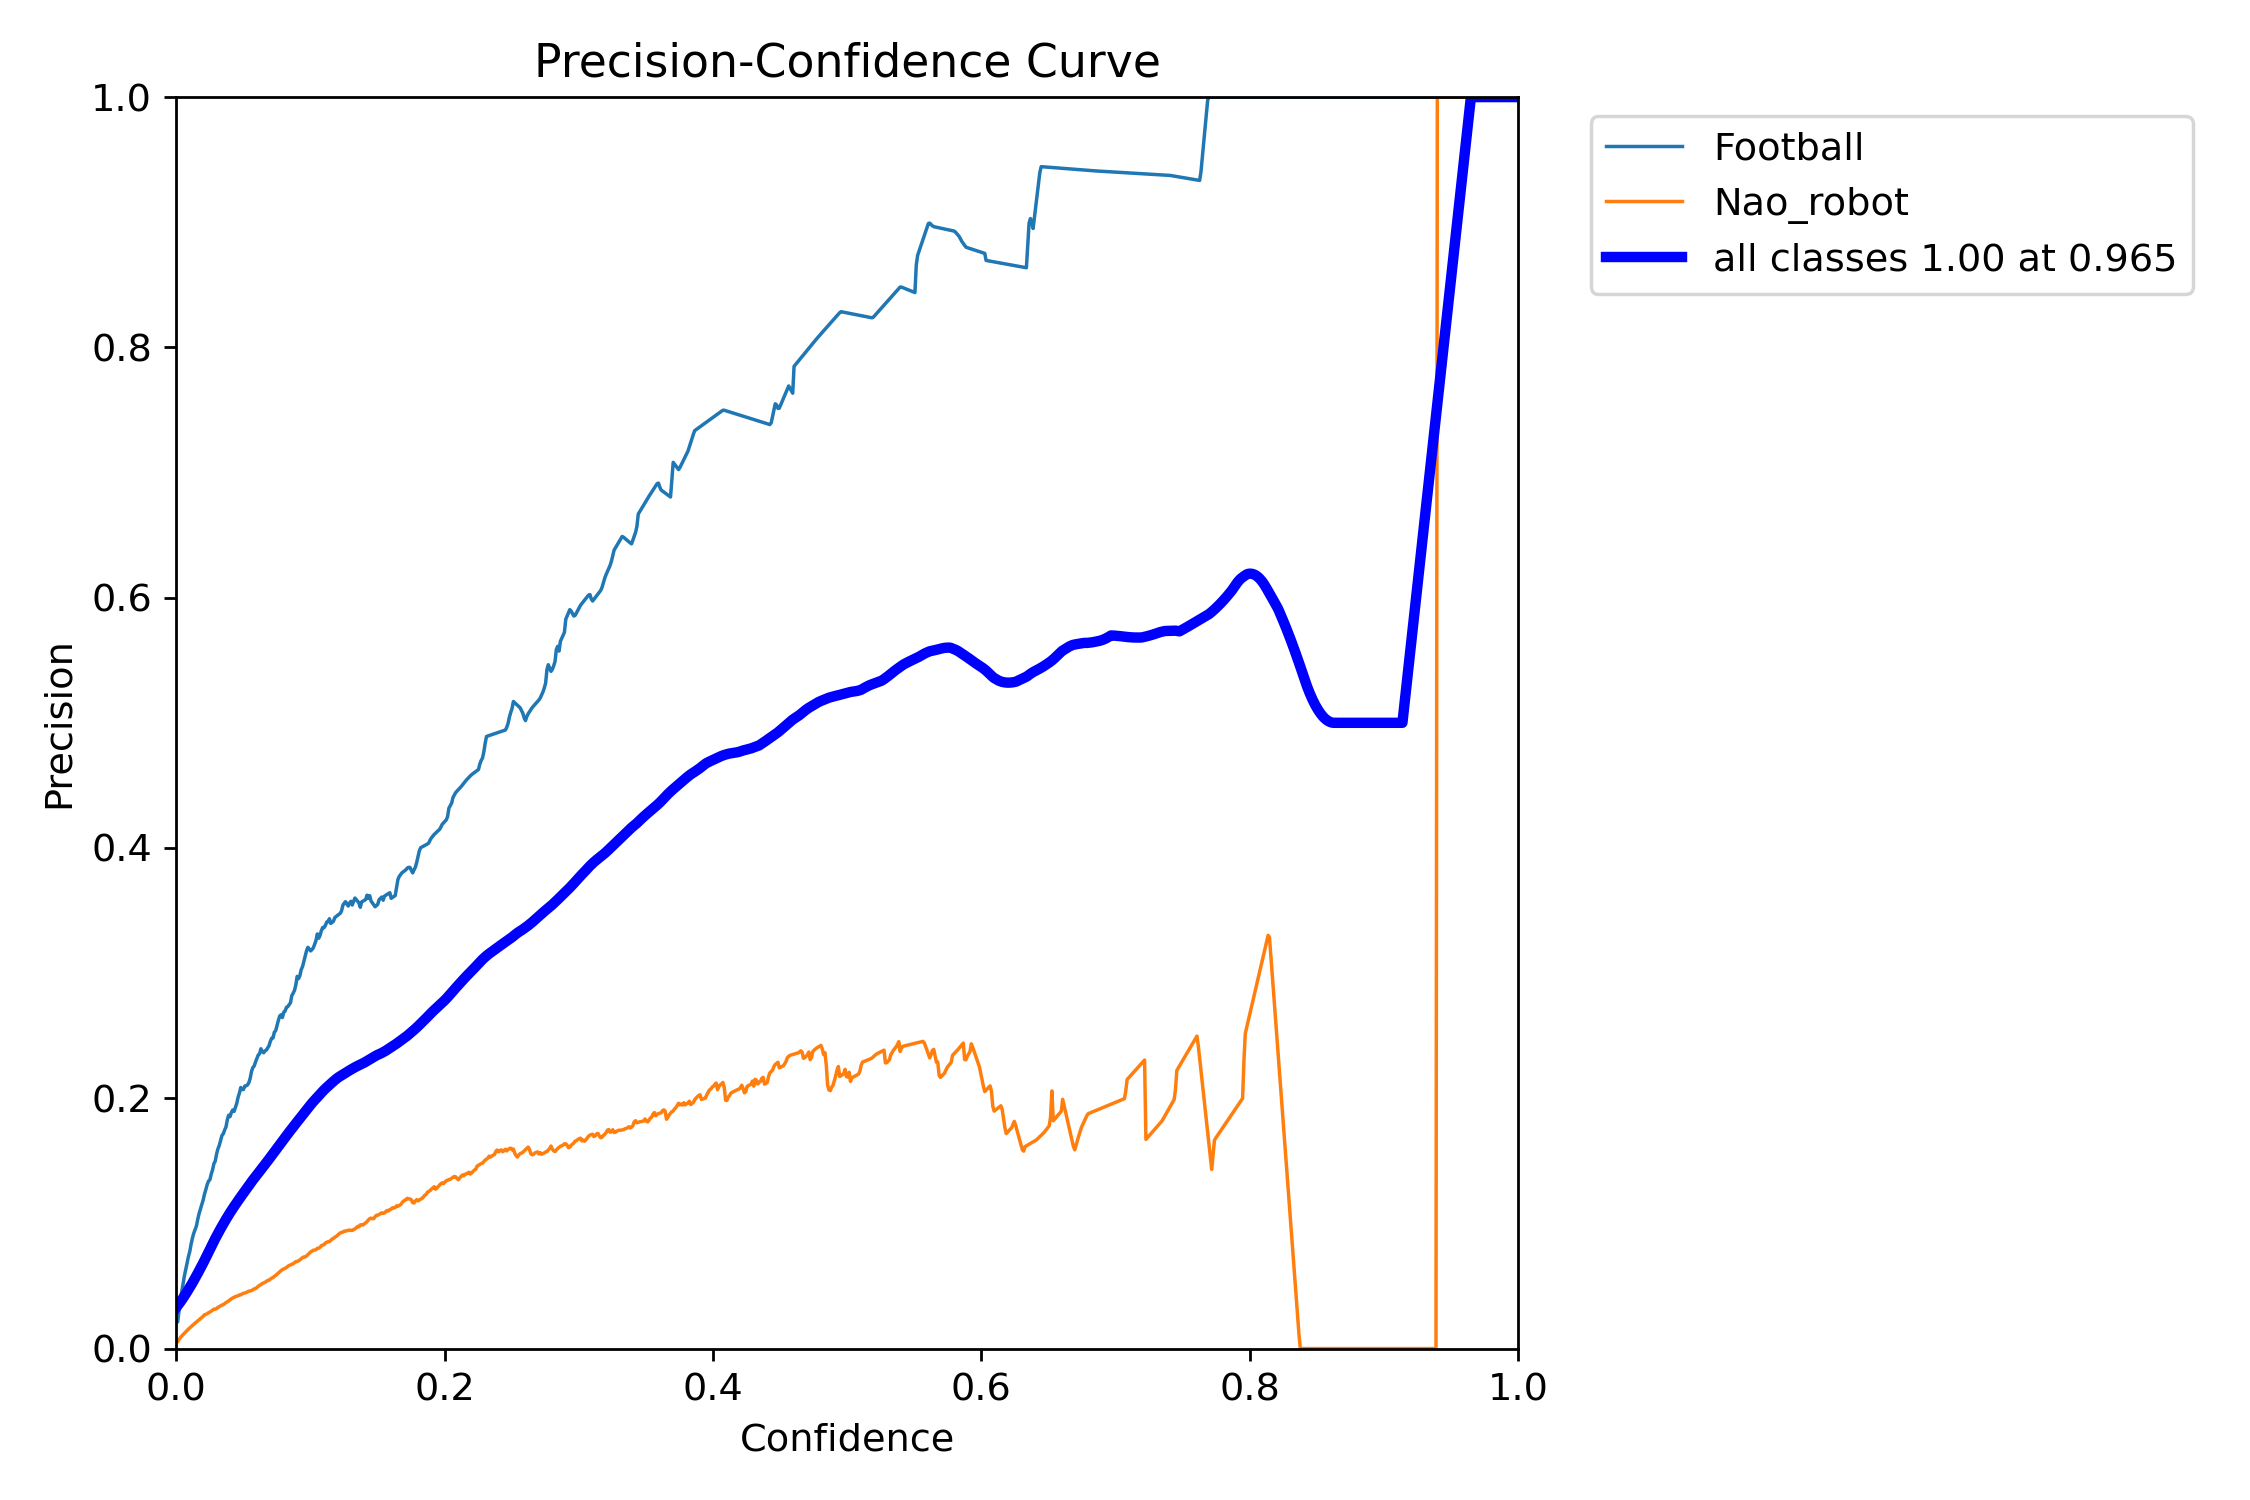 Precision-Confidence Curve
Football
Nao_robot
all classes 1.00 at 0.965
Precision
1.0
0.8
0.6
0.4
0.2
0.0
0.0 0.2 0.4 0.6 0.8 1.0
Confidence